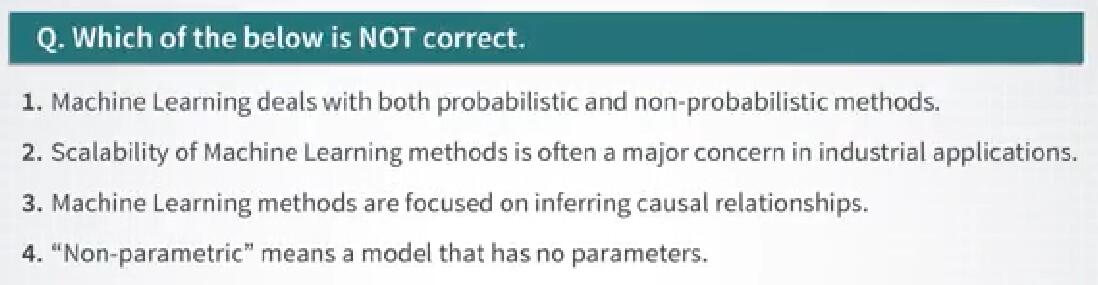 Q. Which of the below is NOT correct.
1. Machine Learning deals with both probabilistic and non-probabilistic methods.
2. Scalability of Machine Learning methods is often a major concern in industrial applications.
3. Machine Learning methods are focused on inferring causal relationships.
4. “Non-parametric” means a model that has no parameters.